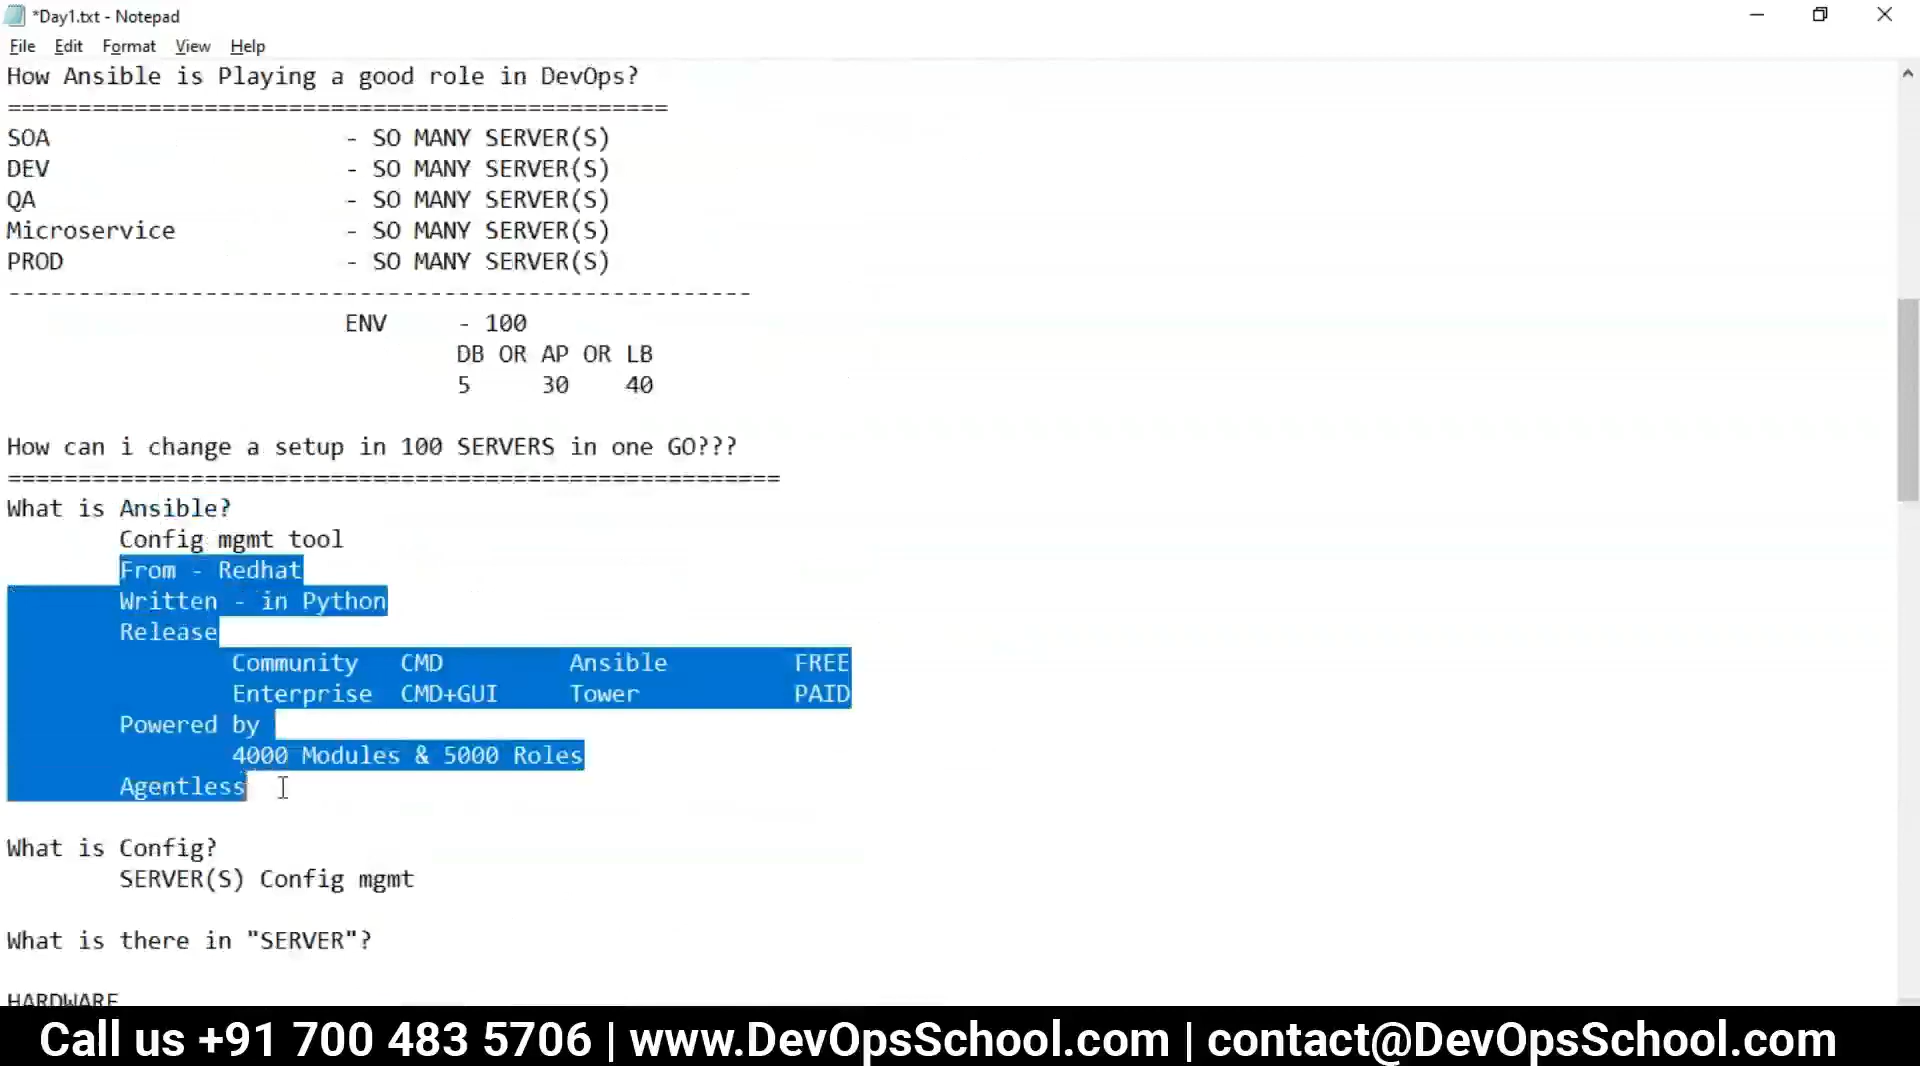 *Day1.txt - Notepad
File Edit Format View Help
How Ansible is Playing a good role in DevOps?
===============================================
SOA - SO MANY SERVER(S)
DEV - SO MANY SERVER(S)
QA - SO MANY SERVER(S)
Microservice - SO MANY SERVER(S)
PROD - SO MANY SERVER(S)
-----------------------------------------------------
ENV - 100
DB OR AP OR LB
5 30 40
How can i change a setup in 100 SERVERS in one GO???
=======================================================
What is Ansible?
Config mgmt tool
From - Redhat
Written - in Python
Release
Community CMD Ansible FREE
Enterprise CMD+GUI Tower PAID
Powered by
4000 Modules & 5000 Roles
Agentless
What is Config?
SERVER(S) Config mgmt
What is there in "SERVER"?
HARDWARE
Call us +91 700 483 5706 | www.DevOpsSchool.com | contact@DevOpsSchool.com